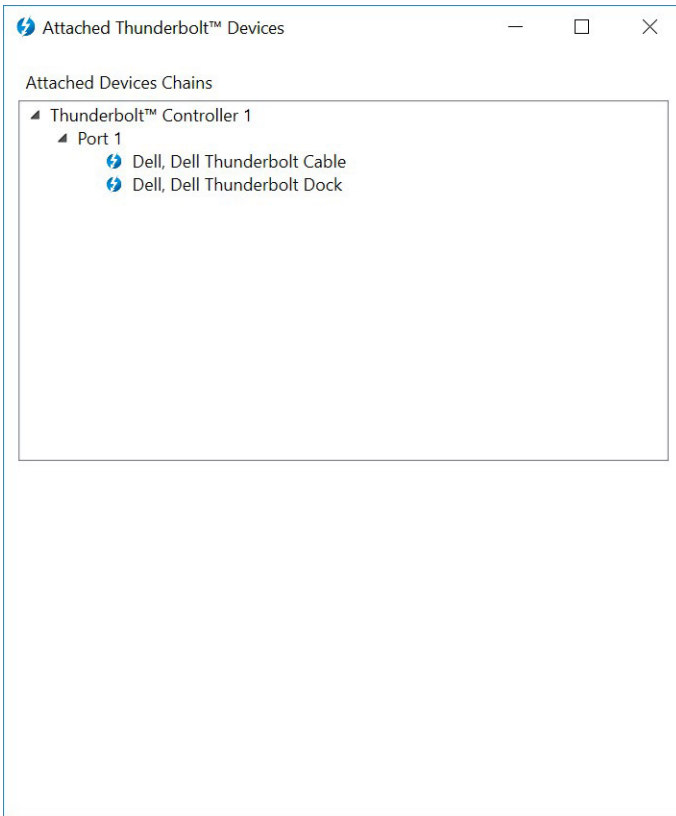 Attached Thunderbolt™ Devices
Attached Devices Chains
Thunderbolt™ Controller 1
Port 1
Dell, Dell Thunderbolt Cable
Dell, Dell Thunderbolt Dock